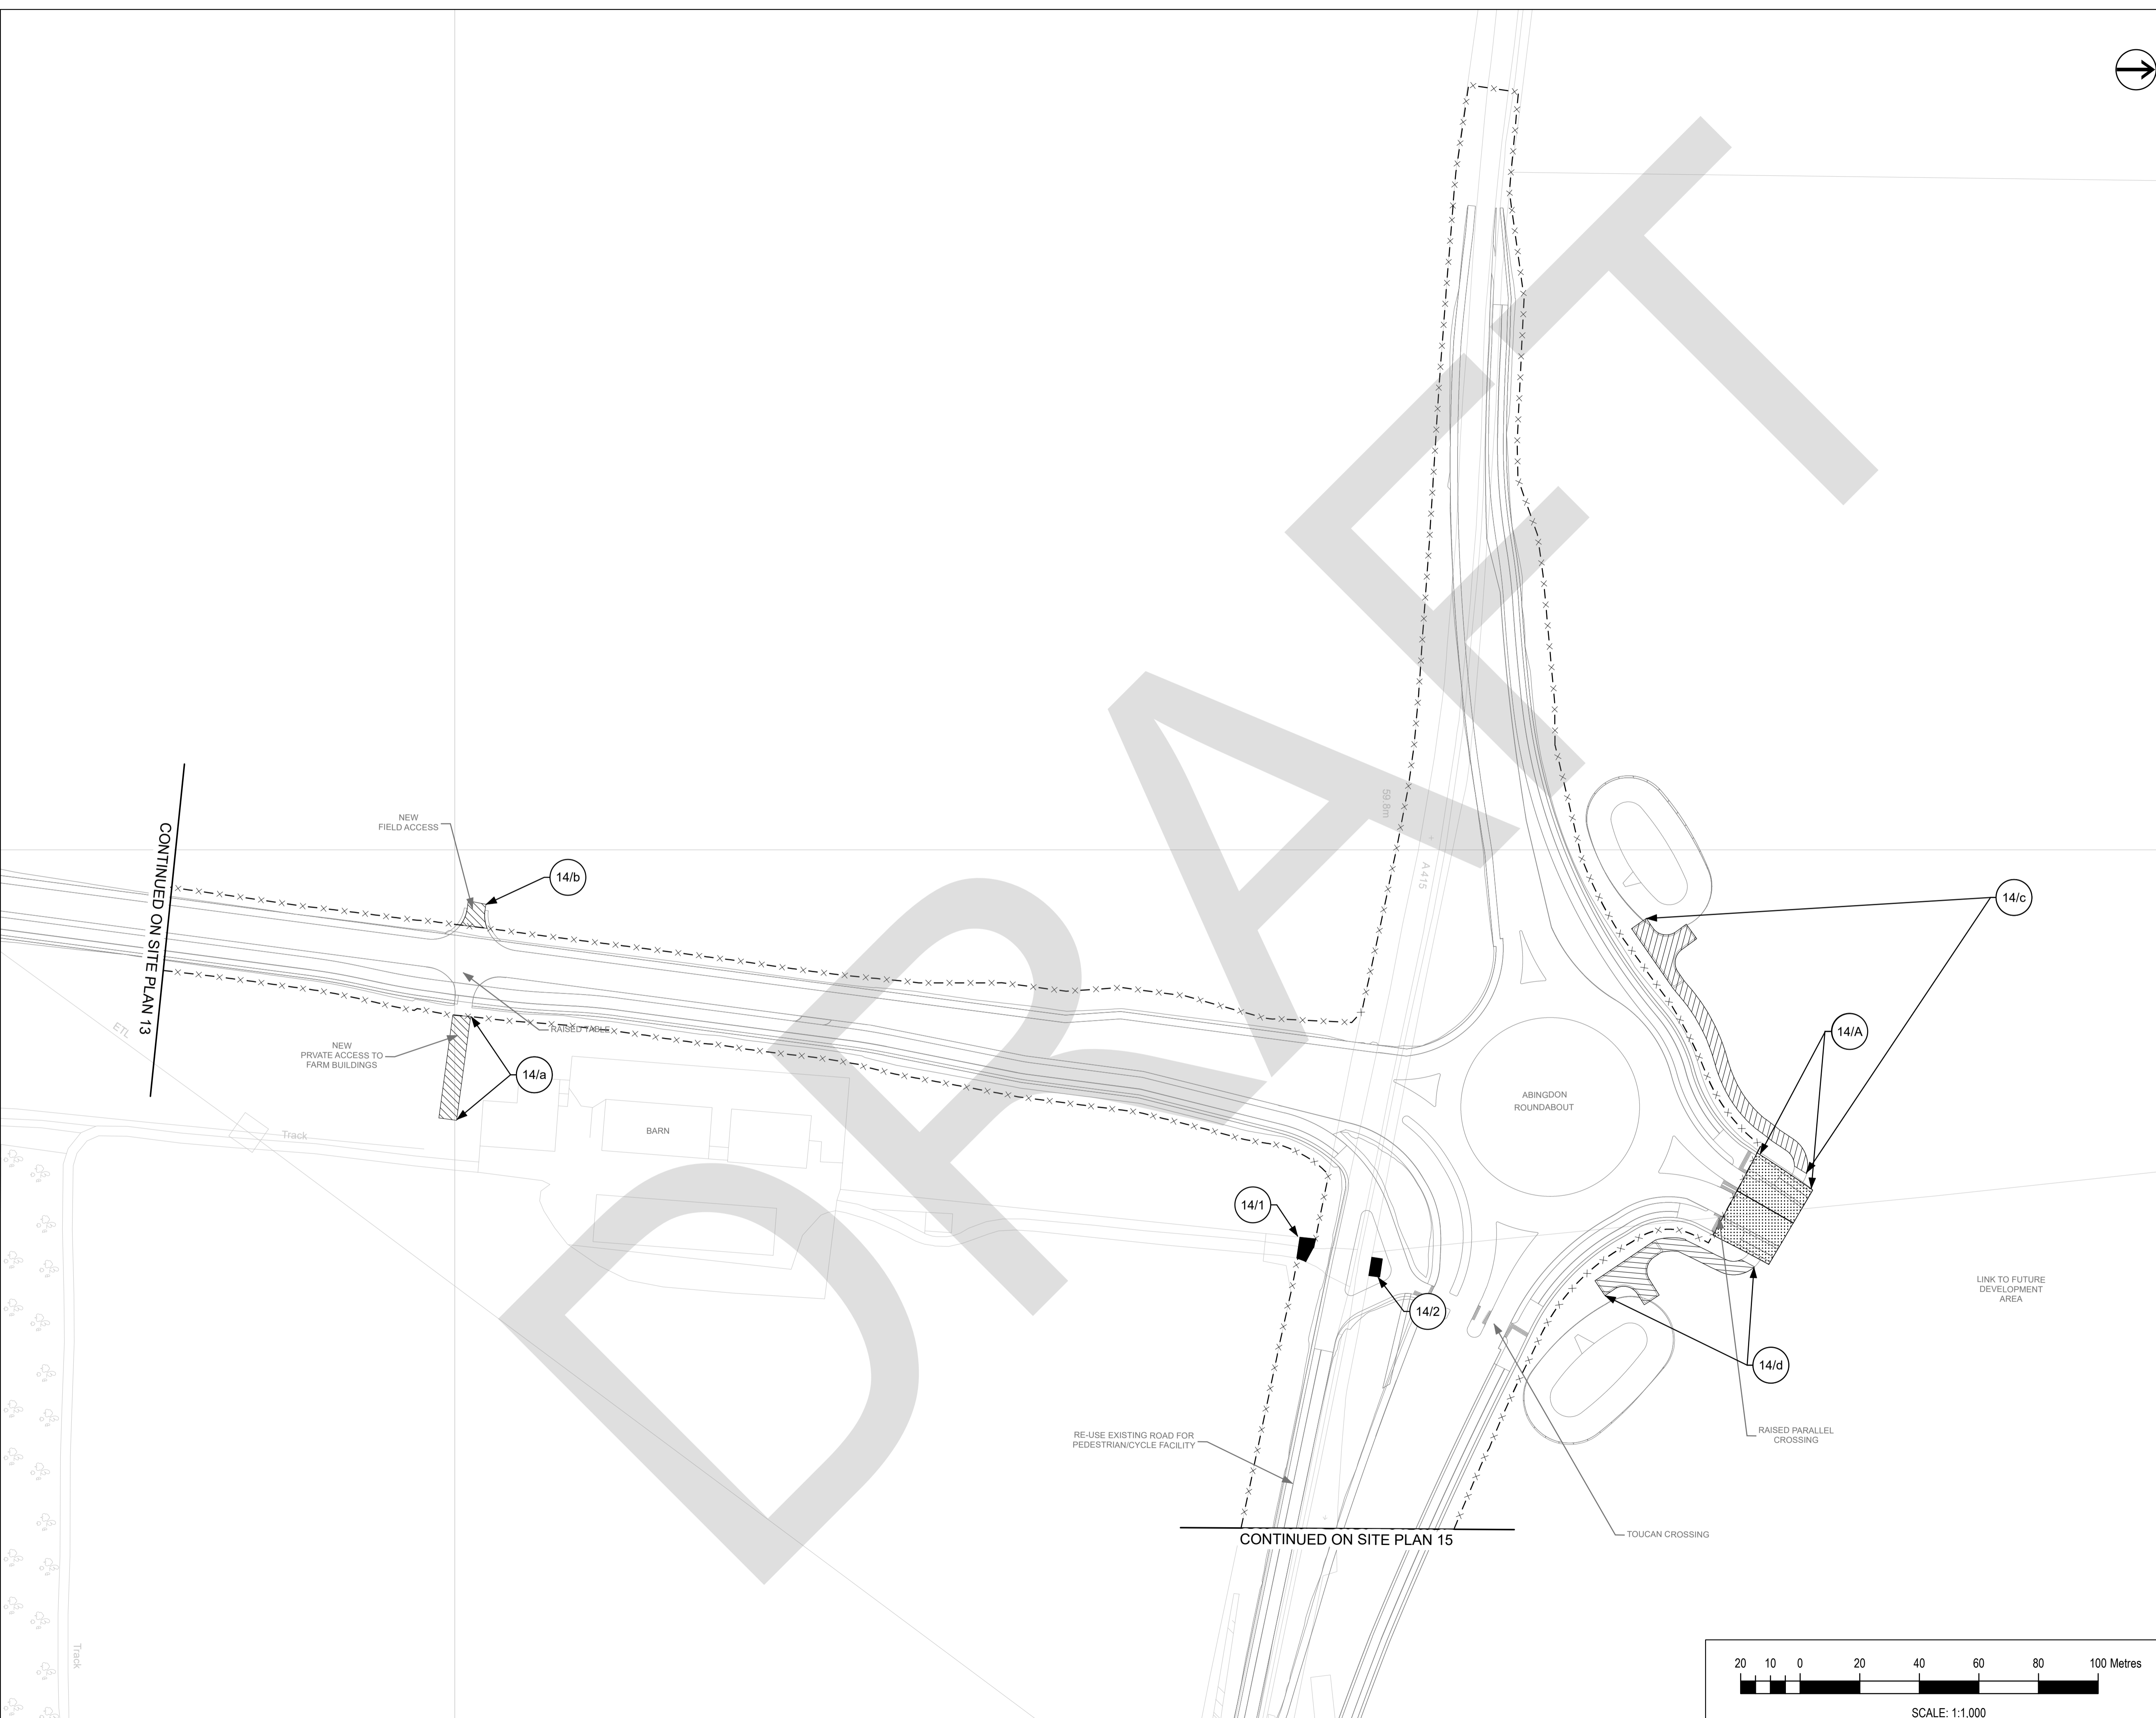 DRAFT
59.8m
A 415
NEW
FIELD ACCESS
14/b
14/c
CONTINUED ON SITE PLAN 13
ETL
NEW
PRVATE ACCESS TO
FARM BUILDINGS
RAISED TABLE
14/a
14/A
ABINGDON
ROUNDABOUT
BARN
Track
14/1
14/2
LINK TO FUTURE
DEVELOPMENT
AREA
14/d
RE-USE EXISTING ROAD FOR
PEDESTRIAN/CYCLE FACILITY
RAISED PARALLEL
CROSSING
TOUCAN CROSSING
CONTINUED ON SITE PLAN 15
Track
20 10 0 20 40 60 80 100 Metres
SCALE: 1:1,000